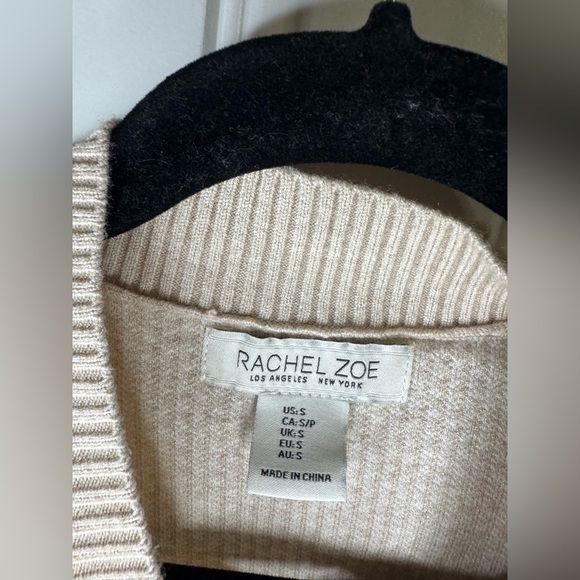 RACHEL ZOE
LOS ANGELES NEW YORK
US: S
CA: S/P
UK: S
EU: S
AU: S
MADE IN CHINA